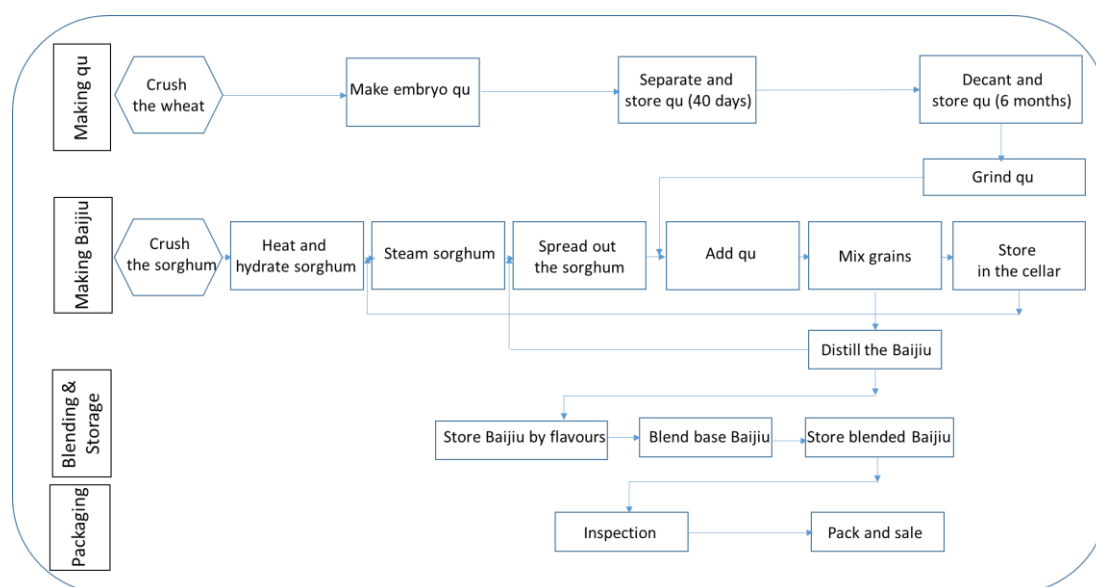 Making qu
Crush
the wheat
Make embryo qu
Separate and
store qu (40 days)
Decant and
store qu (6 months)
Grind qu
Making Baijiu
Crush
the sorghum
Heat and
hydrate sorghum
Steam sorghum
Spread out
the sorghum
Add qu
Mix grains
Store
in the cellar
Distill the Baijiu
Blending &
Storage
Store Baijiu by flavours
Blend base Baijiu
Store blended Baijiu
Packaging
Inspection
Pack and sale